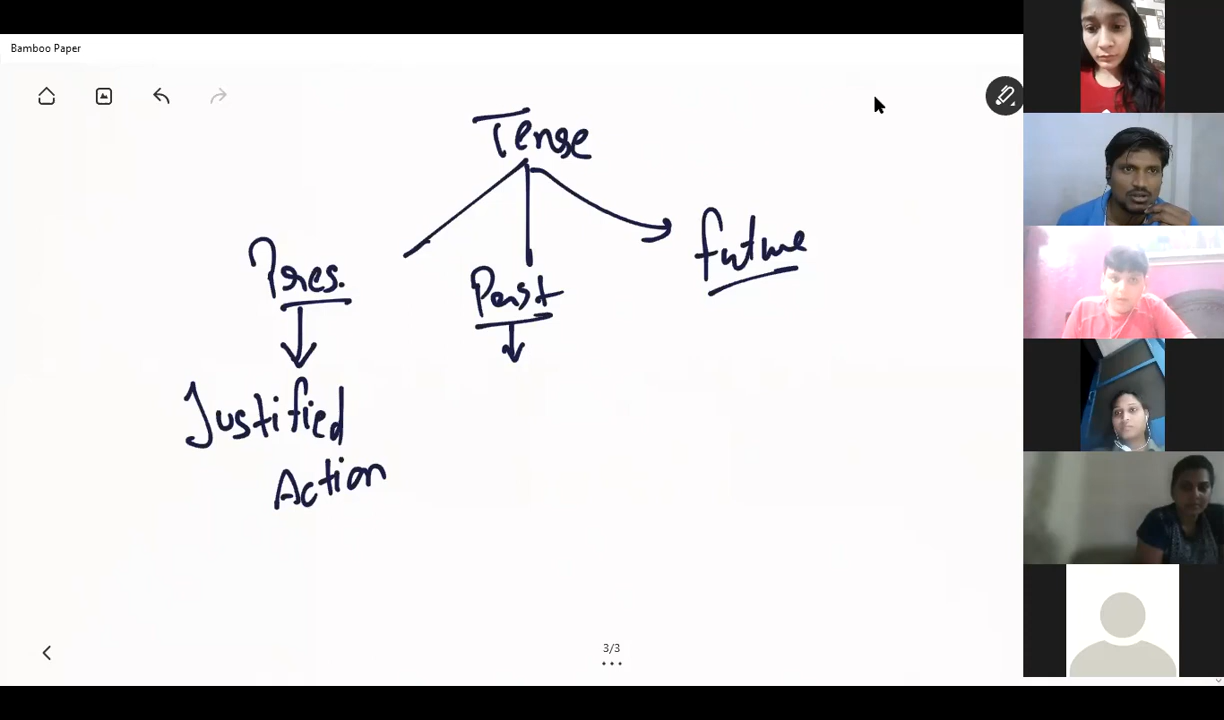 Bamboo Paper
Tense
Pres.
Past
future
Justified
Action
3/3